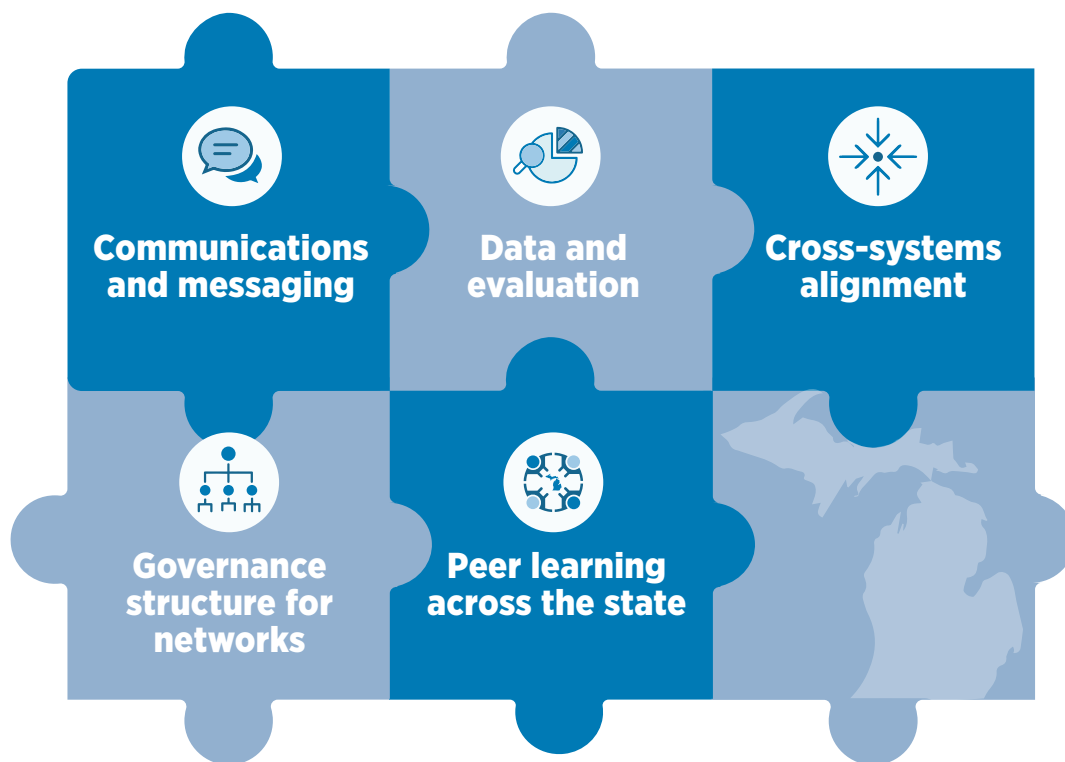 Communications
and messaging
Data and
evaluation
Cross-systems
alignment
Governance
structure for
networks
Peer learning
across the state